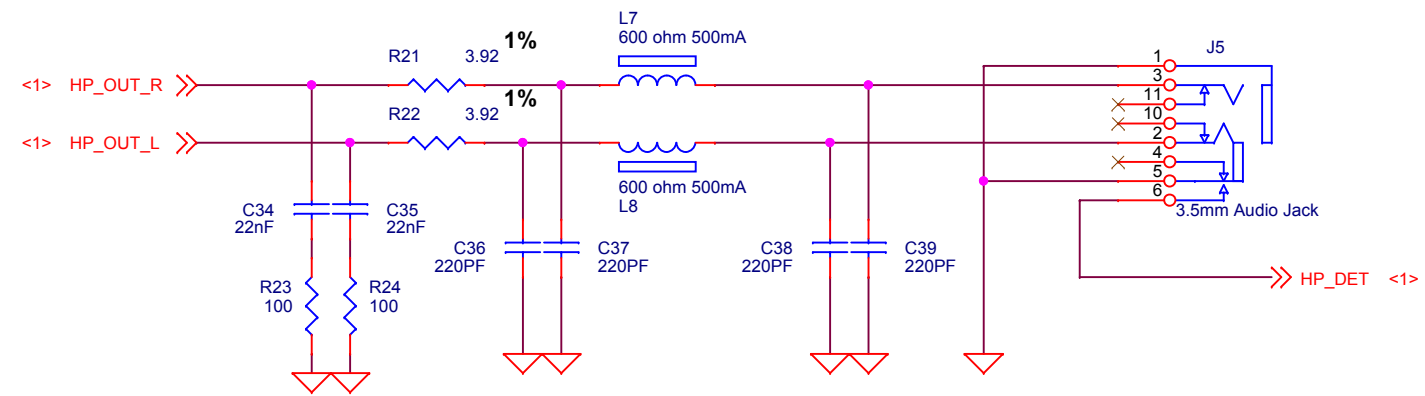 L7
600 ohm 500mA
1%
R21 3.92
J5
<1> HP_OUT_R
1
3
11
10
2
4
5
6
1%
R22 3.92
<1> HP_OUT_L
600 ohm 500mA
L8
3.5mm Audio Jack
C34
22nF
C35
22nF
C36
220PF
C37
220PF
C38
220PF
C39
220PF
R23
100
R24
100
HP_DET <1>